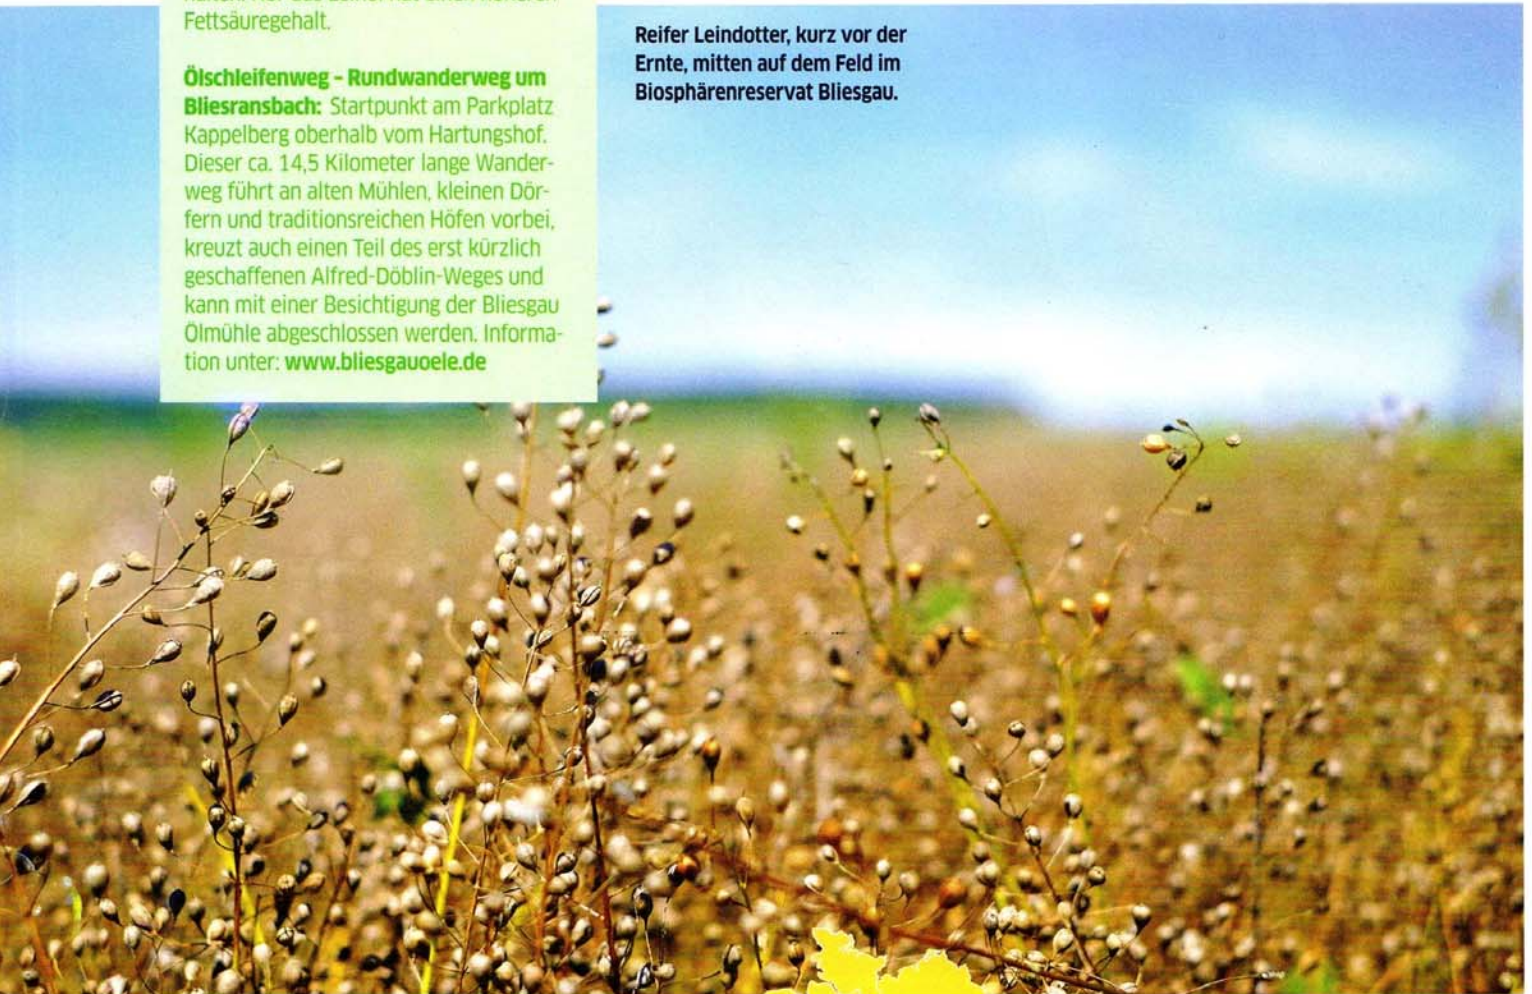 Fettsäuregehalt.
Ölschleifenweg – Rundwanderweg um
Bliesransbach: Startpunkt am Parkplatz
Kappelberg oberhalb vom Hartungshof.
Dieser ca. 14,5 Kilometer lange Wander-
weg führt an alten Mühlen, kleinen Dör-
fern und traditionsreichen Höfen vorbei,
kreuzt auch einen Teil des erst kürzlich
geschaffenen Alfred-Döblin-Weges und
kann mit einer Besichtigung der Bliesgau
Ölmühle abgeschlossen werden. Informa-
tion unter: www.bliesgauoele.de
Reifer Leindotter, kurz vor der
Ernte, mitten auf dem Feld im
Biosphärenreservat Bliesgau.